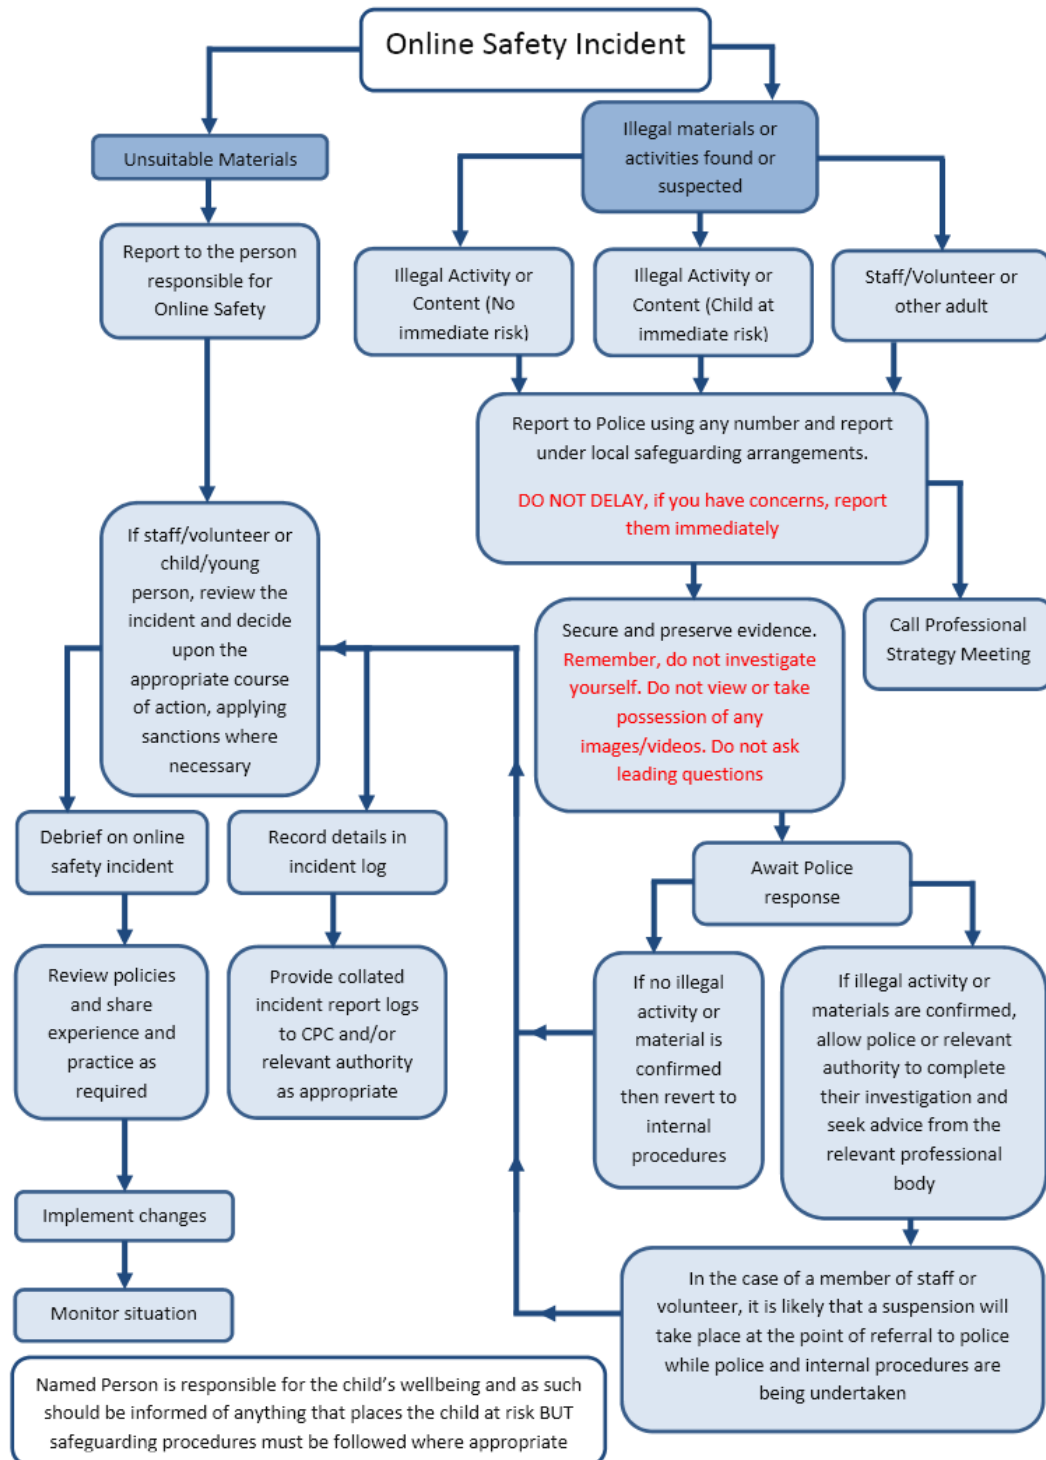 Online Safety Incident
Unsuitable Materials
Report to the person
responsible for
Online Safety
If staff/volunteer or
child/young
person, review the
incident and decide
upon the
appropriate course
of action, applying
sanctions where
necessary
Debrief on online
safety incident
Review policies
and share
experience and
practice as
required
Implement changes
Monitor situation
Record details in
incident log
Provide collated
incident report logs
to CPC and/or
relevant authority
as appropriate
Illegal materials or
activities found or
suspected
Illegal Activity or
Content (No
immediate risk)
Illegal Activity or
Content (Child at
immediate risk)
Staff/Volunteer or
other adult
Report to Police using any number and report
under local safeguarding arrangements.
DO NOT DELAY, if you have concerns, report
them immediately
Call Professional
Strategy Meeting
Secure and preserve evidence.
Remember, do not investigate
yourself. Do not view or take
possession of any
images/videos. Do not ask
leading questions
Await Police
response
If no illegal
activity or
material is
confirmed
then revert to
internal
procedures
If illegal activity or
materials are confirmed,
allow police or relevant
authority to complete
their investigation and
seek advice from the
relevant professional
body
In the case of a member of staff or
volunteer, it is likely that a suspension will
take place at the point of referral to police
while police and internal procedures are
being undertaken
Named Person is responsible for the child’s wellbeing and as such
should be informed of anything that places the child at risk BUT
safeguarding procedures must be followed where appropriate